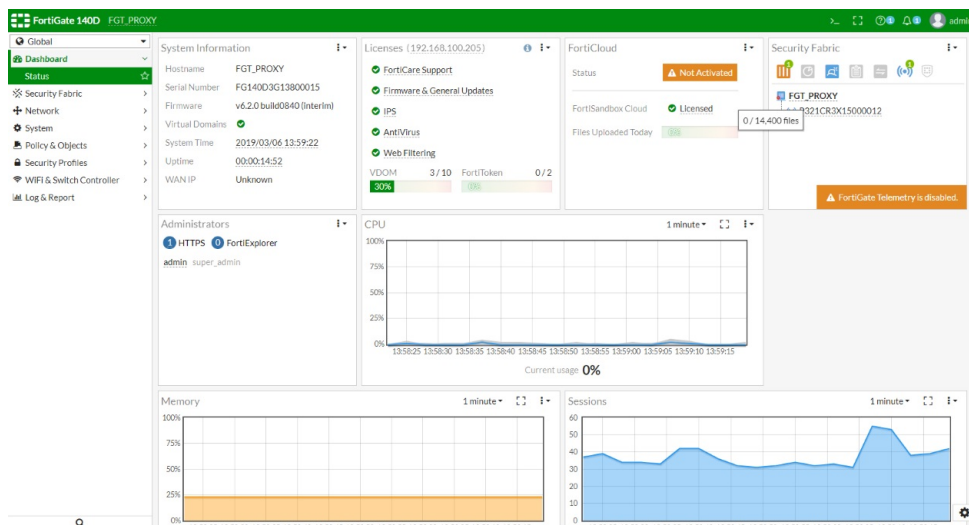 FortiGate 140D FGT_PROXY
>_ admin
Global
Dashboard
Status
Security Fabric
Network
System
Policy & Objects
Security Profiles
WiFi & Switch Controller
Log & Report
System Information
Hostname FGT_PROXY
Serial Number FG140D3G13800015
Firmware v6.2.0 build0840 (Interim)
Virtual Domains
System Time 2019/03/06 13:59:22
Uptime 00:00:14:52
WAN IP Unknown
Licenses (192.168.100.205)
FortiCare Support
Firmware & General Updates
IPS
AntiVirus
Web Filtering
VDOM 3 / 10 FortiToken 0 / 2
30% 0%
FortiCloud
Status Not Activated
FortiSandbox Cloud Licensed
0 / 14,400 files
Files Uploaded Today 0%
Security Fabric
1 1
FGT_PROXY
321CR3X15000012
FortiGate Telemetry is disabled.
Administrators
1 HTTPS 0 FortiExplorer
admin super_admin
CPU 1 minute
100%
75%
50%
25%
0%
13:58:25 13:58:30 13:58:35 13:58:40 13:58:45 13:58:50 13:58:55 13:59:00 13:59:05 13:59:10 13:59:15
Current usage 0%
Memory 1 minute
100%
75%
50%
25%
0%
Sessions 1 minute
60
50
40
30
20
10
0